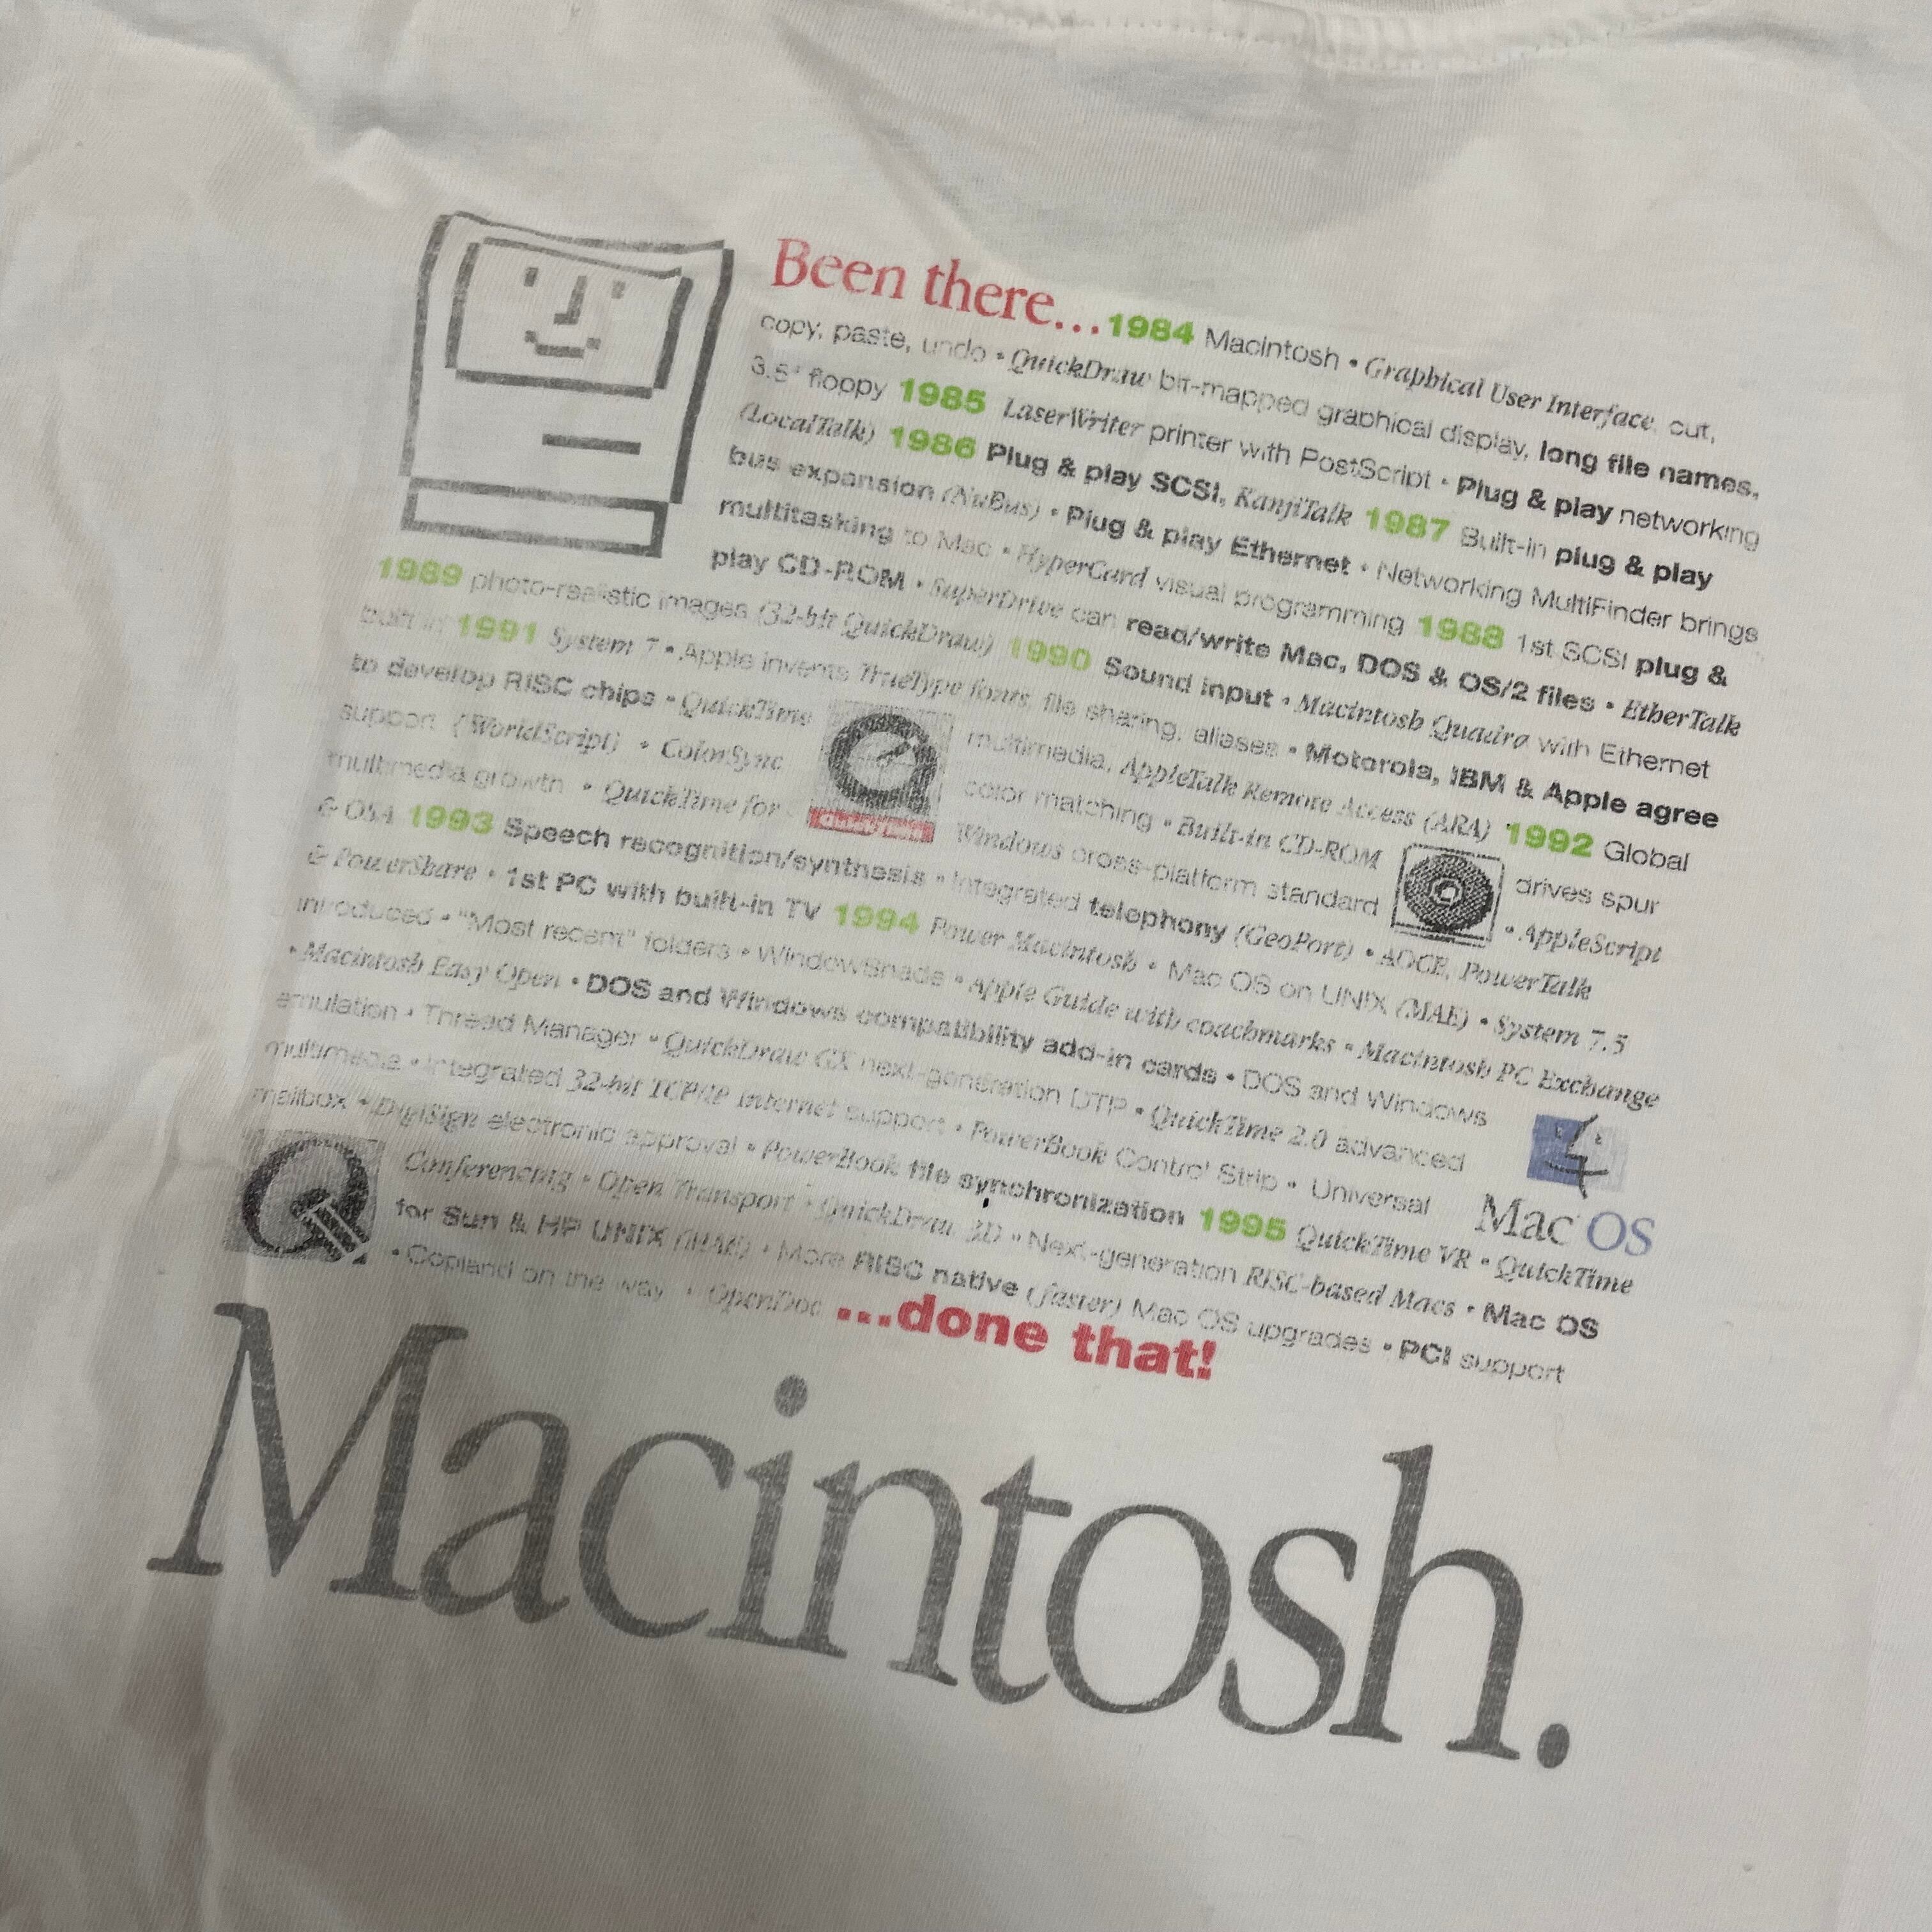 Been there...1984 Macintosh • Graphical User Interface, cut,
copy, paste, undo • QuickDraw bit-mapped graphical display, long file names,
3.5" floppy 1985 LaserWriter printer with PostScript • Plug & play networking
(LocalTalk) 1986 Plug & play SCSI, KanjiTalk 1987 Built-in plug & play
bus expansion (NuBus) • Plug & play Ethernet • Networking MultiFinder brings
multitasking to Mac • HyperCard visual programming 1988 1st SCSI plug &
play CD-ROM • SuperDrive can read/write Mac, DOS & OS/2 files • EtherTalk
1989 photo-realistic images (32-bit QuickDraw) 1990 Sound input • Macintosh Quadra with Ethernet
built in 1991 System 7 • Apple invents TrueType fonts, file sharing, aliases • Motorola, IBM & Apple agree
to develop RISC chips • QuickTime multimedia, AppleTalk Remote Access (ARA) 1992 Global
support (WorldScript) • ColorSync color matching • Built-in CD-ROM drives spur
multimedia growth • QuickTime for Windows cross-platform standard • AppleScript
& OSA 1993 Speech recognition/synthesis • Integrated telephony (GeoPort) • AOCE, PowerTalk
& PowerShare • 1st PC with built-in TV 1994 Power Macintosh • Mac OS on UNIX (MAE) • System 7.5
introduced • "Most recent" folders • WindowShade • Apple Guide with coachmarks • Macintosh PC Exchange
• Macintosh Easy Open • DOS and Windows compatibility add-in cards • DOS and Windows
emulation • Thread Manager • QuickDraw GX next-generation DTP • QuickTime 2.0 advanced
multimedia • Integrated 32-bit TCP/IP Internet support • PowerBook Control Strip • Universal
mailbox • DigiSign electronic approval • PowerBook file synchronization 1995 QuickTime VR • QuickTime
Conferencing • Open Transport • QuickDraw 3D • Next-generation RISC-based Macs • Mac OS
for Sun & HP UNIX (MAE) • More RISC native (faster) Mac OS upgrades • PCI support
• Copland on the way • OpenDoc ...done that!
QuickTime
Mac OS
Macintosh.